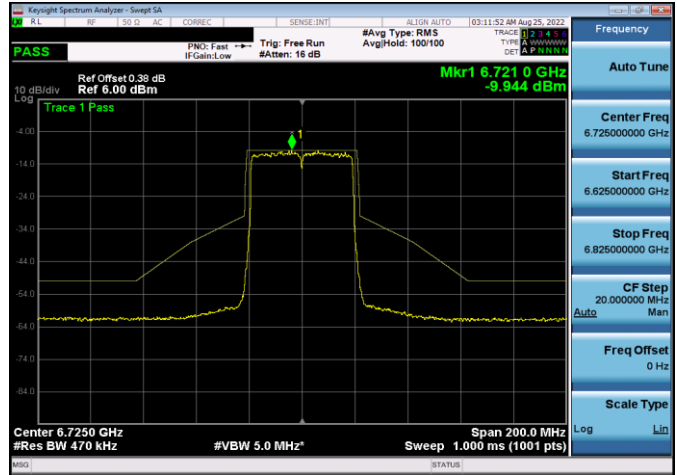 Keysight Spectrum Analyzer - Swept SA
RL RF 50 Ω AC CORREC SENSE:INT ALIGN AUTO 03:11:52 AM Aug 25, 2022
PASS
PNO: Fast
IFGain:Low
Trig: Free Run
#Atten: 16 dB
#Avg Type: RMS
Avg|Hold: 100/100
TRACE 1 2 3 4 5 6
TYPE A WWWWW
DET A P N N N N
Ref Offset 0.38 dB
10 dB/div Ref 6.00 dBm
Mkr1 6.721 0 GHz
-9.944 dBm
Log
Trace 1 Pass
1
-4.00
-14.0
-24.0
-34.0
-44.0
-54.0
-64.0
-74.0
-84.0
Center 6.7250 GHz Span 200.0 MHz
#Res BW 470 kHz #VBW 5.0 MHz* Sweep 1.000 ms (1001 pts)
MSG STATUS
Frequency
Auto Tune
Center Freq
6.725000000 GHz
Start Freq
6.625000000 GHz
Stop Freq
6.825000000 GHz
CF Step
20.000000 MHz
Auto Man
Freq Offset
0 Hz
Scale Type
Log Lin